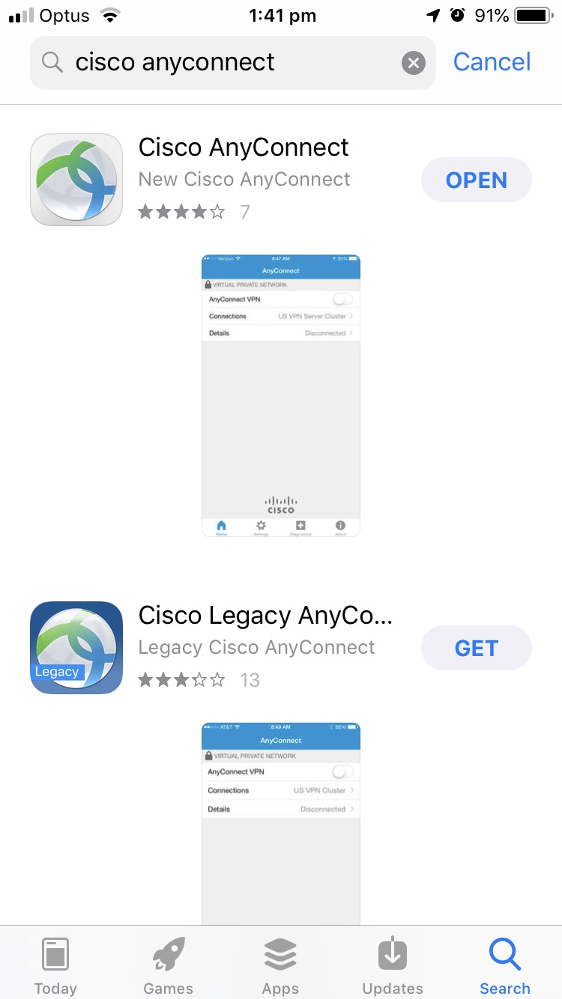 Optus 1:41 pm 91%
cisco anyconnect Cancel
Cisco AnyConnect
New Cisco AnyConnect
OPEN
7
Verizon 8:47 AM 90%
AnyConnect
VIRTUAL PRIVATE NETWORK
AnyConnect VPN
Connections US VPN Server Cluster
Details Disconnected
CISCO
Home Settings Diagnostics About
Cisco Legacy AnyCo...
Legacy Cisco AnyConnect
GET
Legacy
13
AT&T 8:49 AM 86%
AnyConnect
VIRTUAL PRIVATE NETWORK
AnyConnect VPN
Connections US VPN Cluster
Details Disconnected
Today Games Apps Updates Search